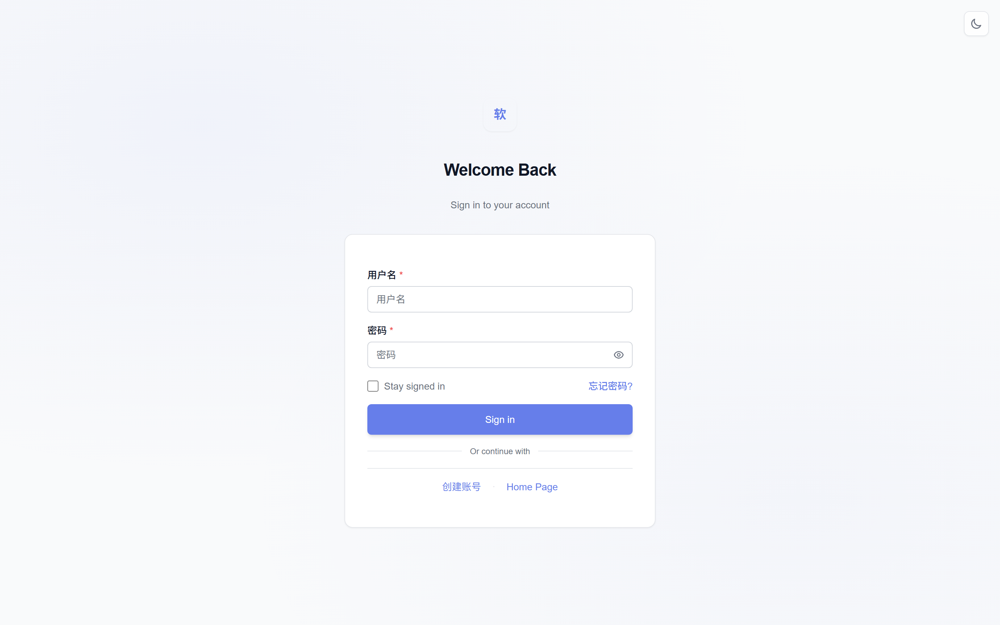 软
Welcome Back
Sign in to your account
用户名 *
用户名
密码 *
密码
Stay signed in 忘记密码?
Sign in
Or continue with
创建账号 · Home Page